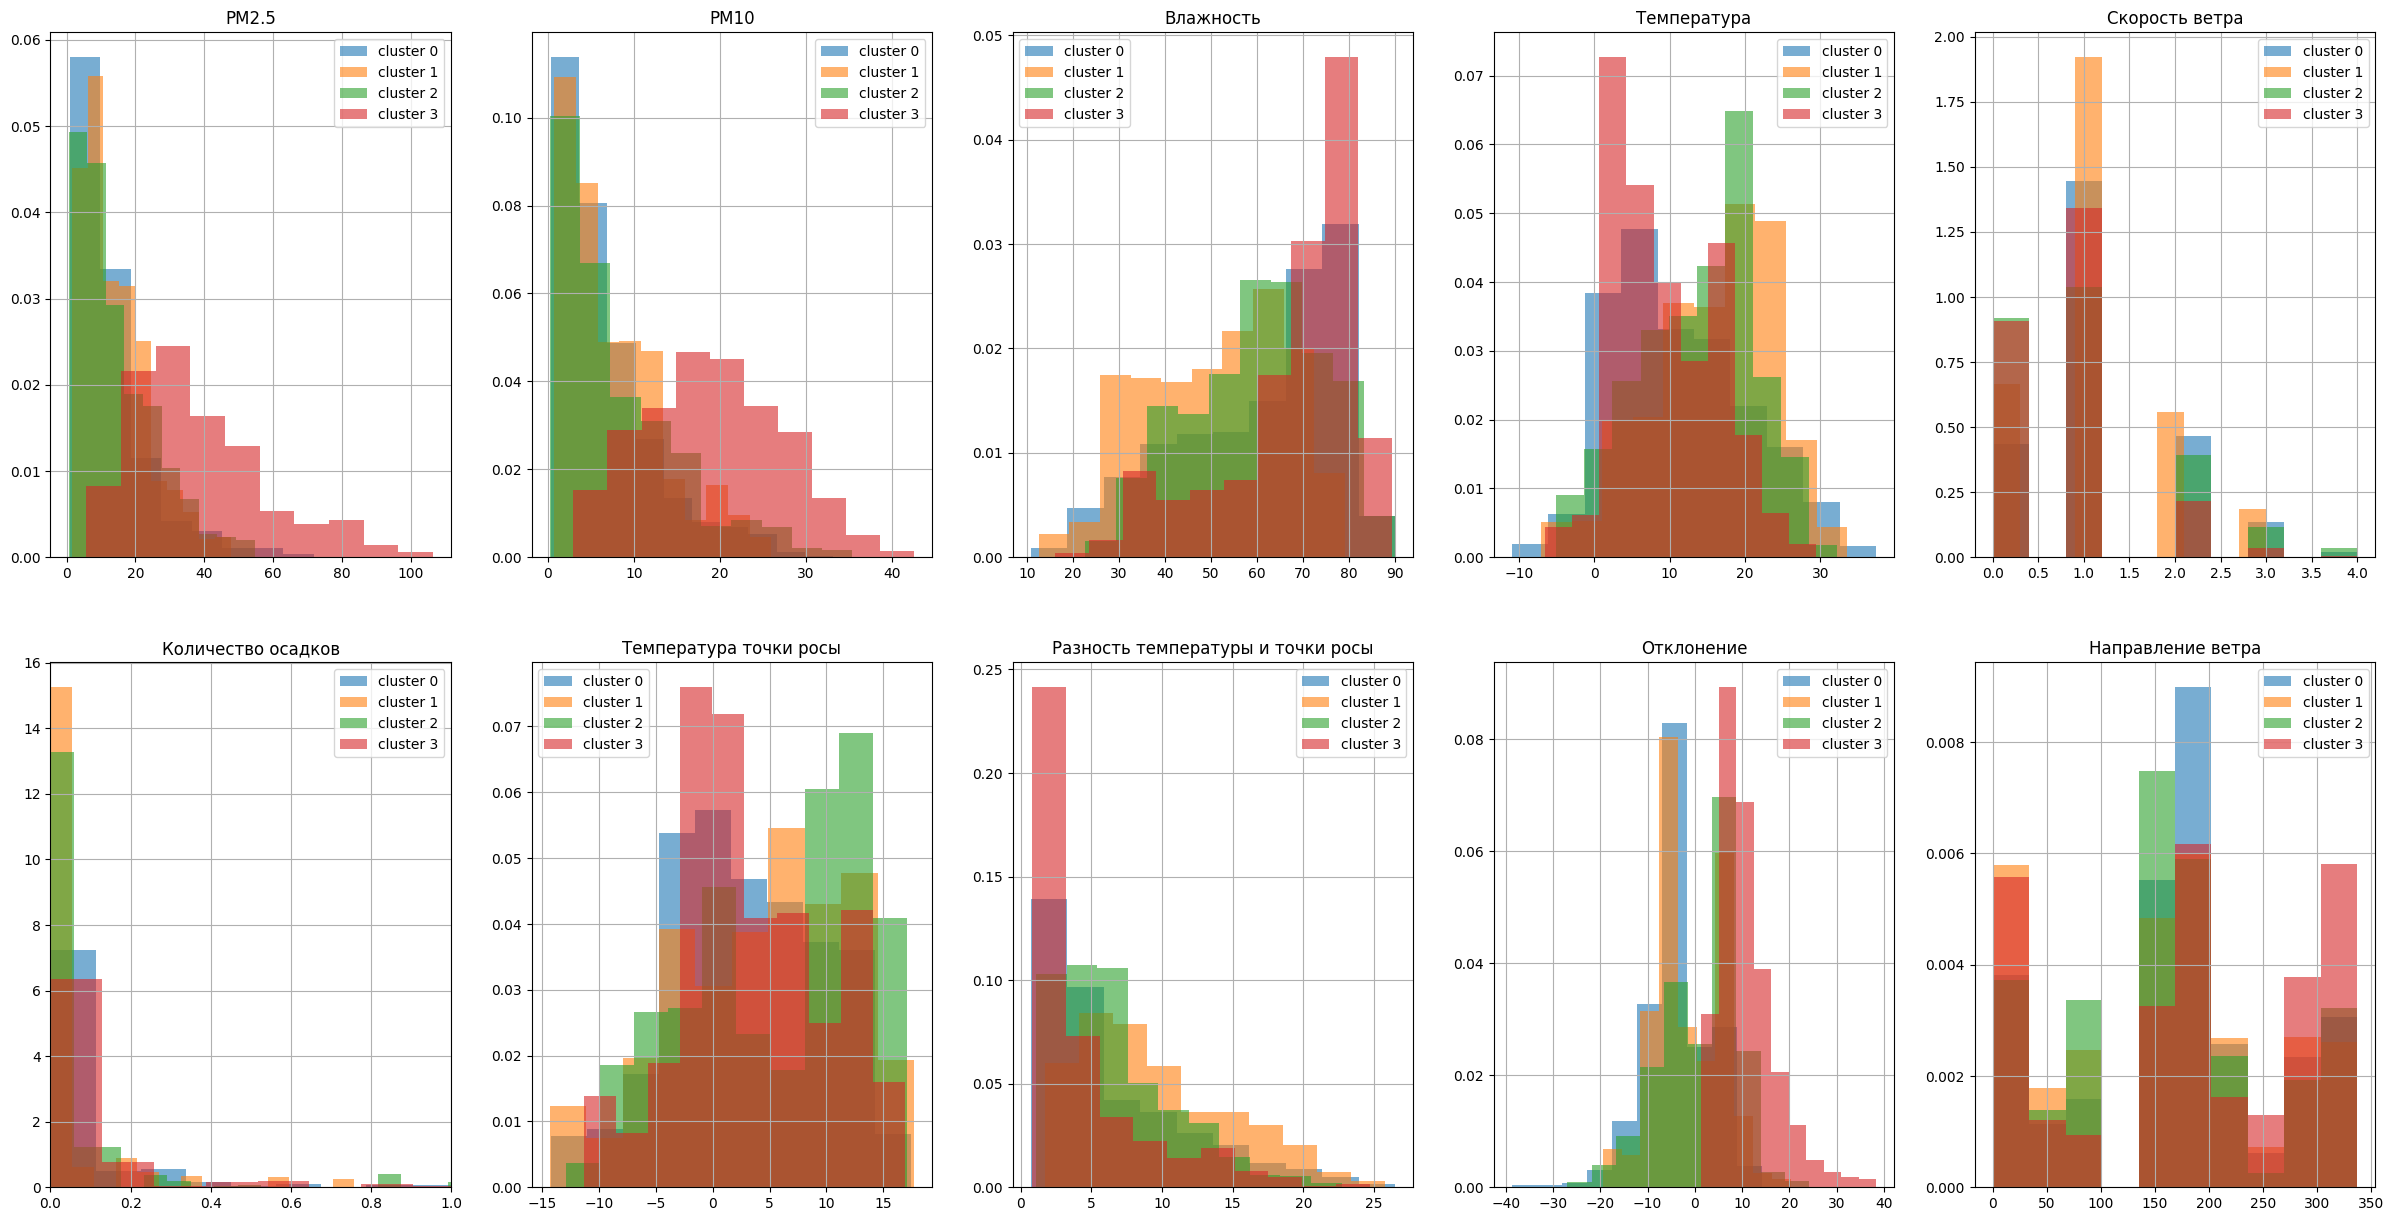 PM2.5
cluster 0
cluster 1
cluster 2
cluster 3
0.06
0.05
0.04
0.03
0.02
0.01
0.00
0 20 40 60 80 100
PM10
cluster 0
cluster 1
cluster 2
cluster 3
0.10
0.08
0.06
0.04
0.02
0.00
0 10 20 30 40
Влажность
cluster 0
cluster 1
cluster 2
cluster 3
0.05
0.04
0.03
0.02
0.01
0.00
10 20 30 40 50 60 70 80 90
Температура
cluster 0
cluster 1
cluster 2
cluster 3
0.07
0.06
0.05
0.04
0.03
0.02
0.01
0.00
−10 0 10 20 30
Скорость ветра
cluster 0
cluster 1
cluster 2
cluster 3
2.00
1.75
1.50
1.25
1.00
0.75
0.50
0.25
0.00
0.0 0.5 1.0 1.5 2.0 2.5 3.0 3.5 4.0
Количество осадков
cluster 0
cluster 1
cluster 2
cluster 3
16
14
12
10
8
6
4
2
0
0.0 0.2 0.4 0.6 0.8 1.0
Температура точки росы
cluster 0
cluster 1
cluster 2
cluster 3
0.07
0.06
0.05
0.04
0.03
0.02
0.01
0.00
−15 −10 −5 0 5 10 15
Разность температуры и точки росы
cluster 0
cluster 1
cluster 2
cluster 3
0.25
0.20
0.15
0.10
0.05
0.00
0 5 10 15 20 25
Отклонение
cluster 0
cluster 1
cluster 2
cluster 3
0.08
0.06
0.04
0.02
0.00
−40 −30 −20 −10 0 10 20 30 40
Направление ветра
cluster 0
cluster 1
cluster 2
cluster 3
0.008
0.006
0.004
0.002
0.000
0 50 100 150 200 250 300 350